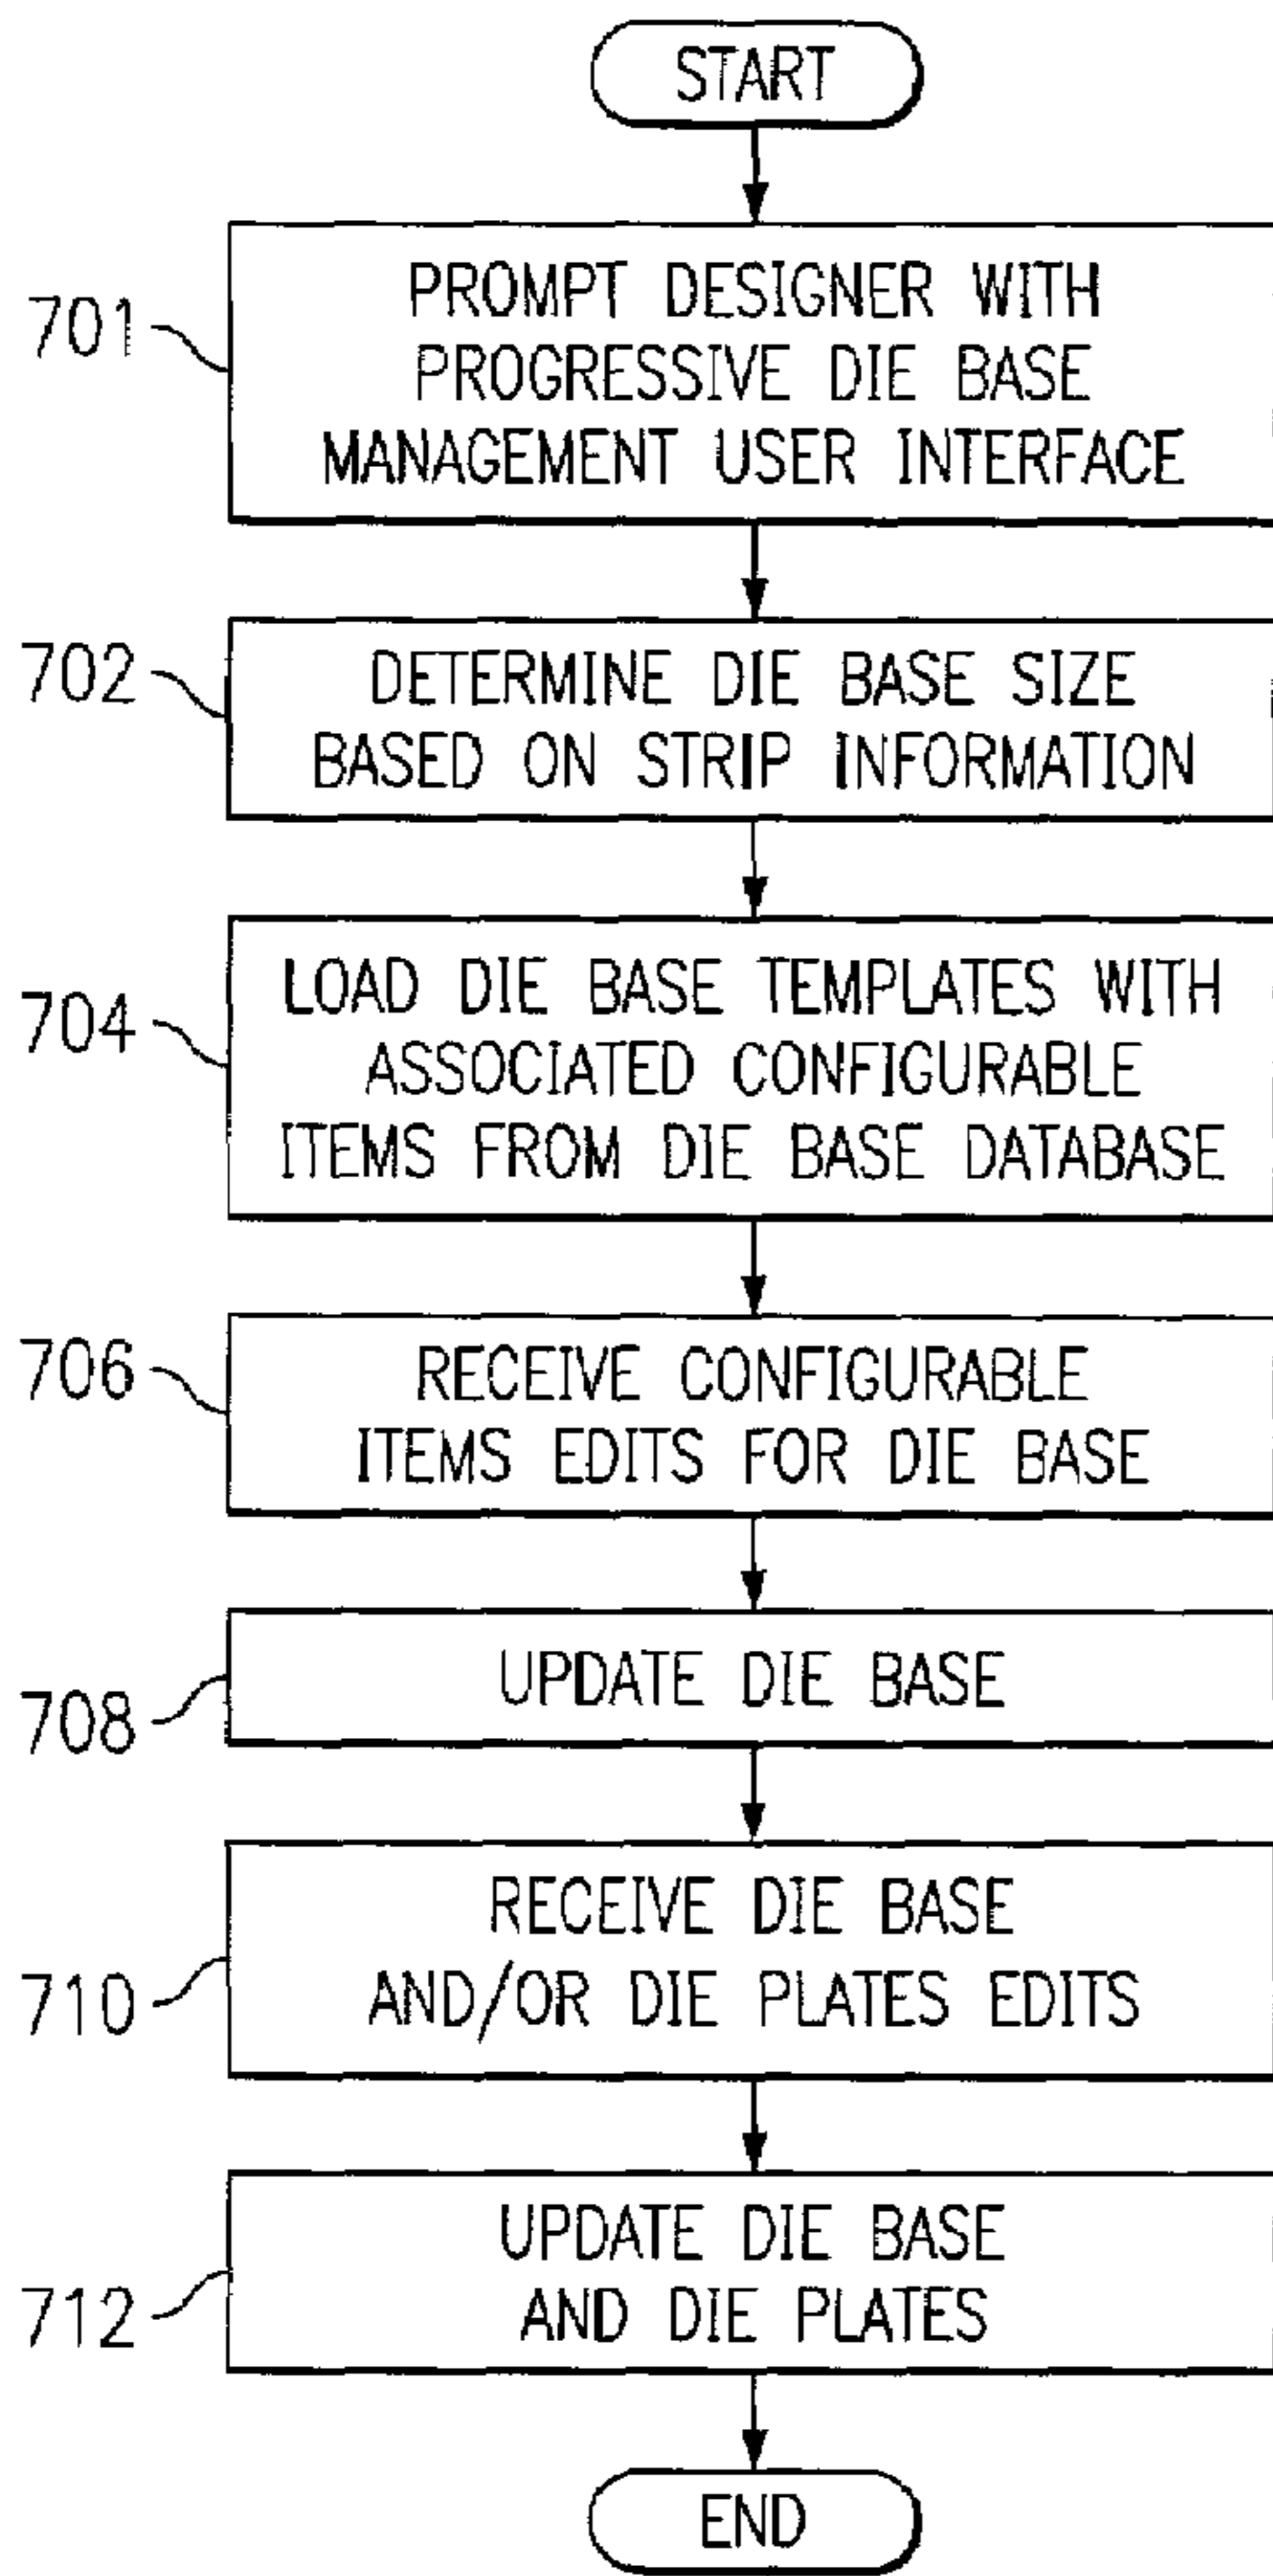 START
701
PROMPT DESIGNER WITH
PROGRESSIVE DIE BASE
MANAGEMENT USER INTERFACE
702
DETERMINE DIE BASE SIZE
BASED ON STRIP INFORMATION
704
LOAD DIE BASE TEMPLATES WITH
ASSOCIATED CONFIGURABLE
ITEMS FROM DIE BASE DATABASE
706
RECEIVE CONFIGURABLE
ITEMS EDITS FOR DIE BASE
708
UPDATE DIE BASE
710
RECEIVE DIE BASE
AND/OR DIE PLATES EDITS
712
UPDATE DIE BASE
AND DIE PLATES
END